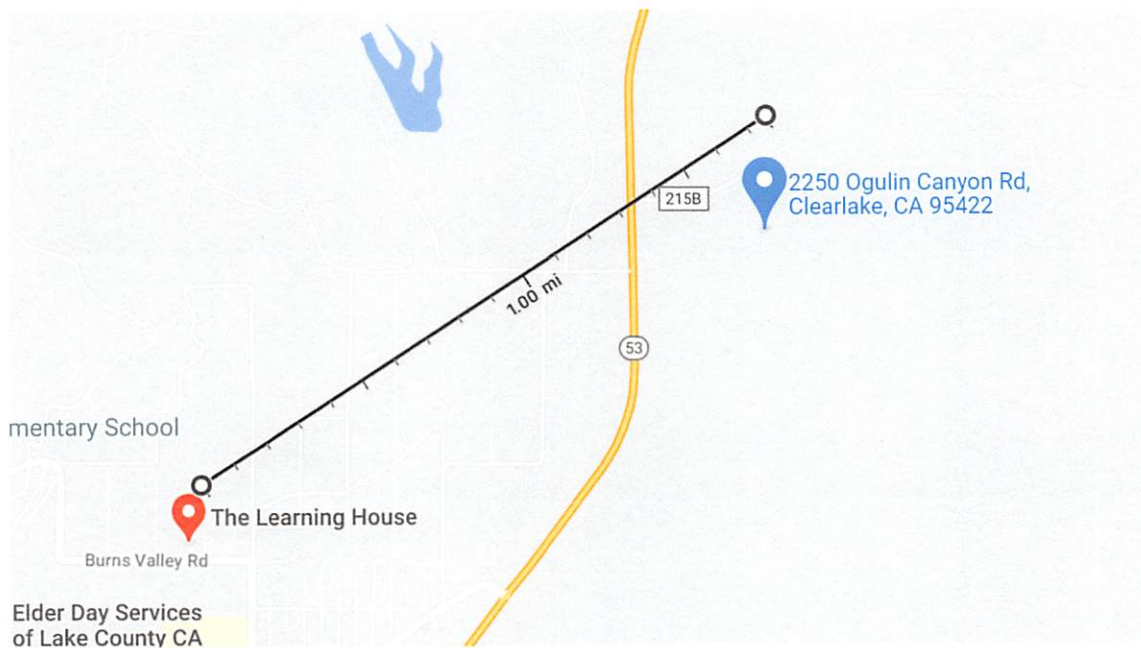 2250 Ogulin Canyon Rd,
Clearlake, CA 95422
215B
1.00 mi
53
mentary School
The Learning House
Burns Valley Rd
Elder Day Services
of Lake County CA